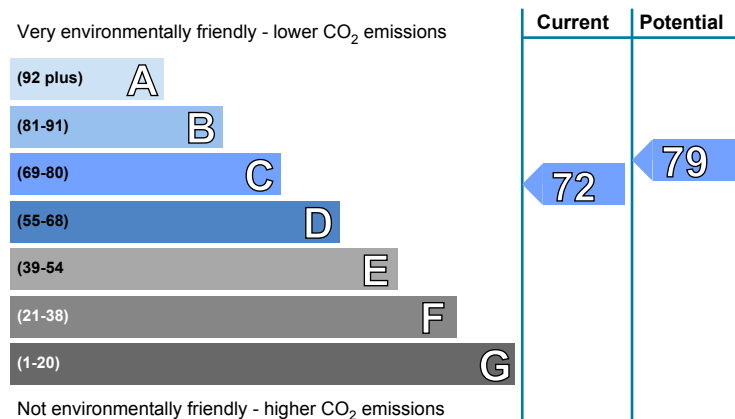 Very environmentally friendly - lower CO2 emissions
Current
Potential
(92 plus) A
(81-91) B
(69-80) C
(55-68) D
(39-54 E
(21-38) F
(1-20) G
72
79
Not environmentally friendly - higher CO2 emissions